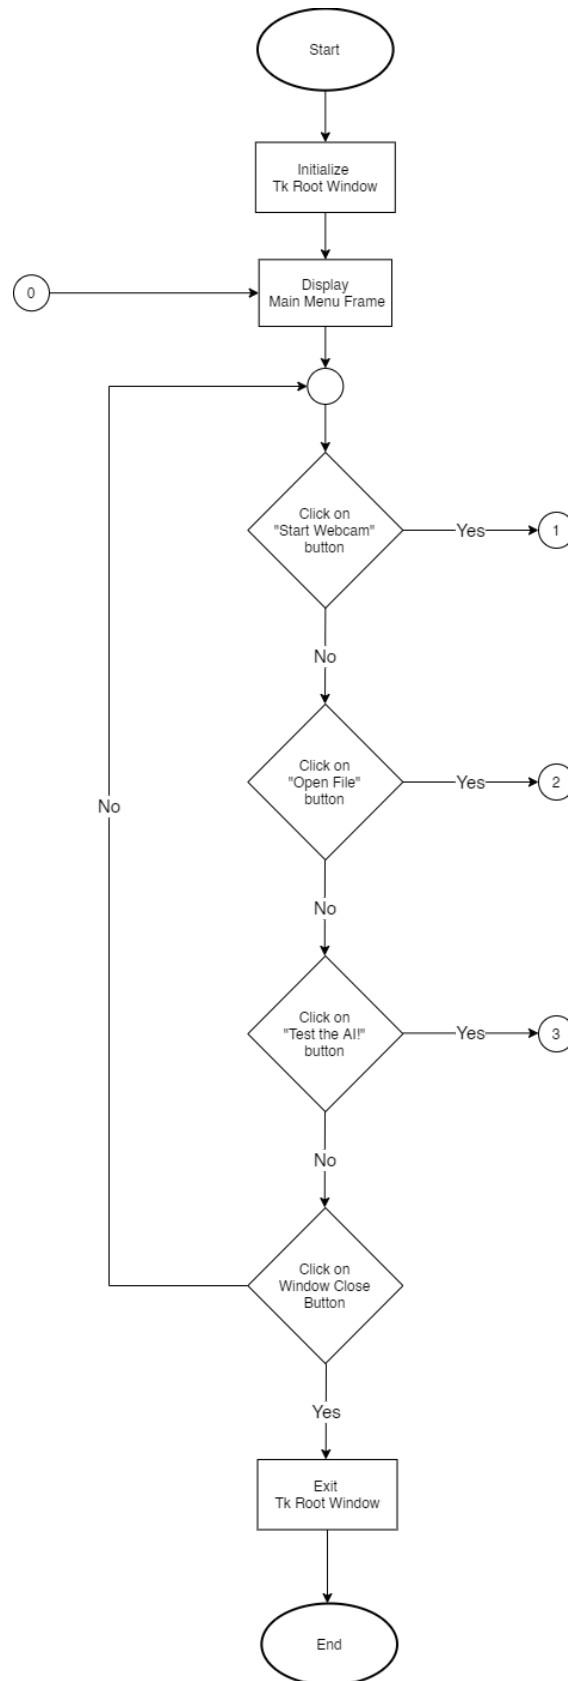 Start
Initialize
Tk Root Window
0
Display
Main Menu Frame
Click on
"Start Webcam"
button
Yes
1
No
Click on
"Open File"
button
Yes
2
No
No
Click on
"Test the AI!"
button
Yes
3
No
Click on
Window Close
Button
Yes
Exit
Tk Root Window
End